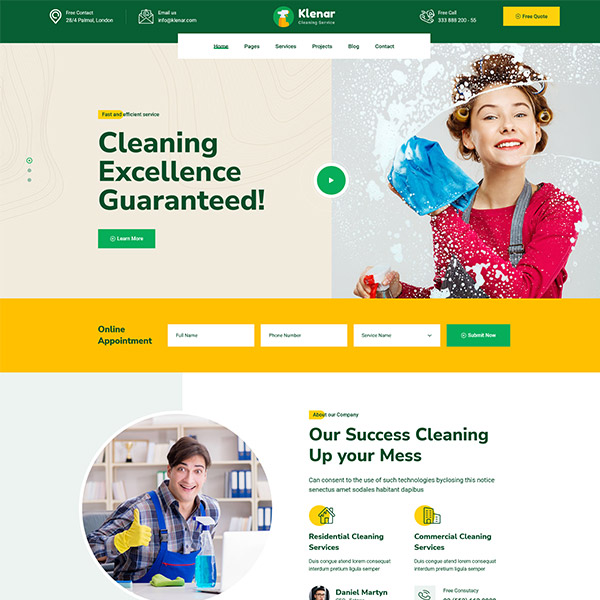 Free Contact
28/4 Palmal, London
Email us
info@klenar.com
Klenar
Cleaning Service
Free Call
333 888 200 - 55
Free Quote
Home Pages Services Projects Blog Contact
Fast and efficient service
Cleaning
Excellence
Guaranteed!
Learn More
Online
Appointment
Full Name
Phone Number
Service Name
Submit Now
About our Company
Our Success Cleaning
Up your Mess
Can consent to the use of such technologies byclosing this notice
senectus amet sodales habitant dapibus
Residential Cleaning
Services
Duis congue atend lorem consequat
interdum pretium ligula semper
Commercial Cleaning
Services
Duis congue atend lorem consequat
interdum pretium ligula semper
Daniel Martyn
Free Consutacy